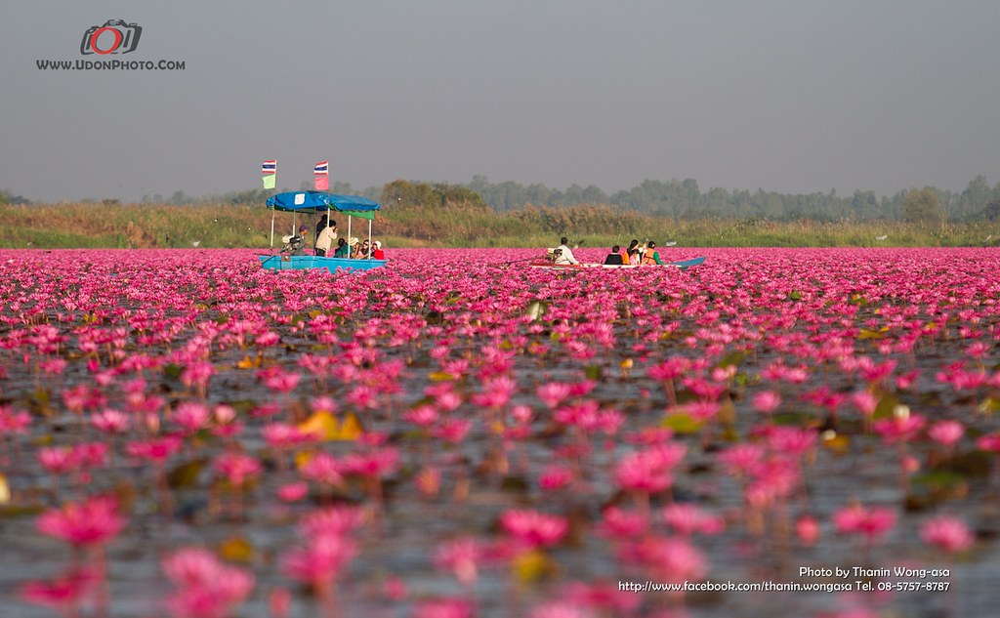 WWW.UDONPHOTO.COM
Photo by Thanin Wong-asa
http://www.facebook.com/thanin.wongasa Tel. 08-5757-8787